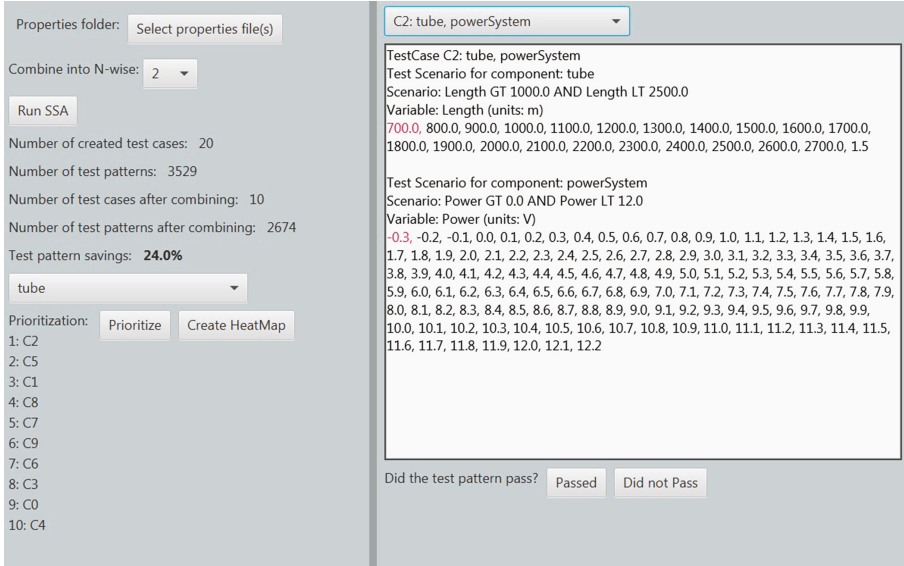 Properties folder: Select properties file(s)
Combine into N-wise: 2
Run SSA
Number of created test cases: 20
Number of test patterns: 3529
Number of test cases after combining: 10
Number of test patterns after combining: 2674
Test pattern savings: 24.0%
tube
Prioritization: Prioritize Create HeatMap
1: C2
2: C5
3: C1
4: C8
5: C7
6: C9
7: C6
8: C3
9: C0
10: C4
C2: tube, powerSystem
TestCase C2: tube, powerSystem
Test Scenario for component: tube
Scenario: Length GT 1000.0 AND Length LT 2500.0
Variable: Length (units: m)
700.0, 800.0, 900.0, 1000.0, 1100.0, 1200.0, 1300.0, 1400.0, 1500.0, 1600.0, 1700.0,
1800.0, 1900.0, 2000.0, 2100.0, 2200.0, 2300.0, 2400.0, 2500.0, 2600.0, 2700.0, 1.5
Test Scenario for component: powerSystem
Scenario: Power GT 0.0 AND Power LT 12.0
Variable: Power (units: V)
-0.3, -0.2, -0.1, 0.0, 0.1, 0.2, 0.3, 0.4, 0.5, 0.6, 0.7, 0.8, 0.9, 1.0, 1.1, 1.2, 1.3, 1.4, 1.5, 1.6,
1.7, 1.8, 1.9, 2.0, 2.1, 2.2, 2.3, 2.4, 2.5, 2.6, 2.7, 2.8, 2.9, 3.0, 3.1, 3.2, 3.3, 3.4, 3.5, 3.6, 3.7,
3.8, 3.9, 4.0, 4.1, 4.2, 4.3, 4.4, 4.5, 4.6, 4.7, 4.8, 4.9, 5.0, 5.1, 5.2, 5.3, 5.4, 5.5, 5.6, 5.7, 5.8,
5.9, 6.0, 6.1, 6.2, 6.3, 6.4, 6.5, 6.6, 6.7, 6.8, 6.9, 7.0, 7.1, 7.2, 7.3, 7.4, 7.5, 7.6, 7.7, 7.8, 7.9,
8.0, 8.1, 8.2, 8.3, 8.4, 8.5, 8.6, 8.7, 8.8, 8.9, 9.0, 9.1, 9.2, 9.3, 9.4, 9.5, 9.6, 9.7, 9.8, 9.9,
10.0, 10.1, 10.2, 10.3, 10.4, 10.5, 10.6, 10.7, 10.8, 10.9, 11.0, 11.1, 11.2, 11.3, 11.4, 11.5,
11.6, 11.7, 11.8, 11.9, 12.0, 12.1, 12.2
Did the test pattern pass? Passed Did not Pass